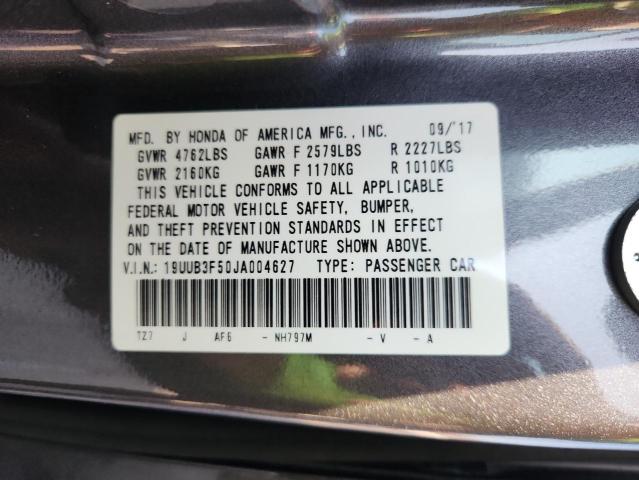 MFD. BY HONDA OF AMERICA MFG.,INC. 09/'17
GVWR 4762LBS GAWR F 2579LBS R 2227LBS
GVWR 2160KG GAWR F 1170KG R 1010KG
THIS VEHICLE CONFORMS TO ALL APPLICABLE
FEDERAL MOTOR VEHICLE SAFETY, BUMPER,
AND THEFT PREVENTION STANDARDS IN EFFECT
ON THE DATE OF MANUFACTURE SHOWN ABOVE.
V.I.N.: 19UUB3F50JA004627 TYPE: PASSENGER CAR
TZ7 J AF6 - NH797M - V - A